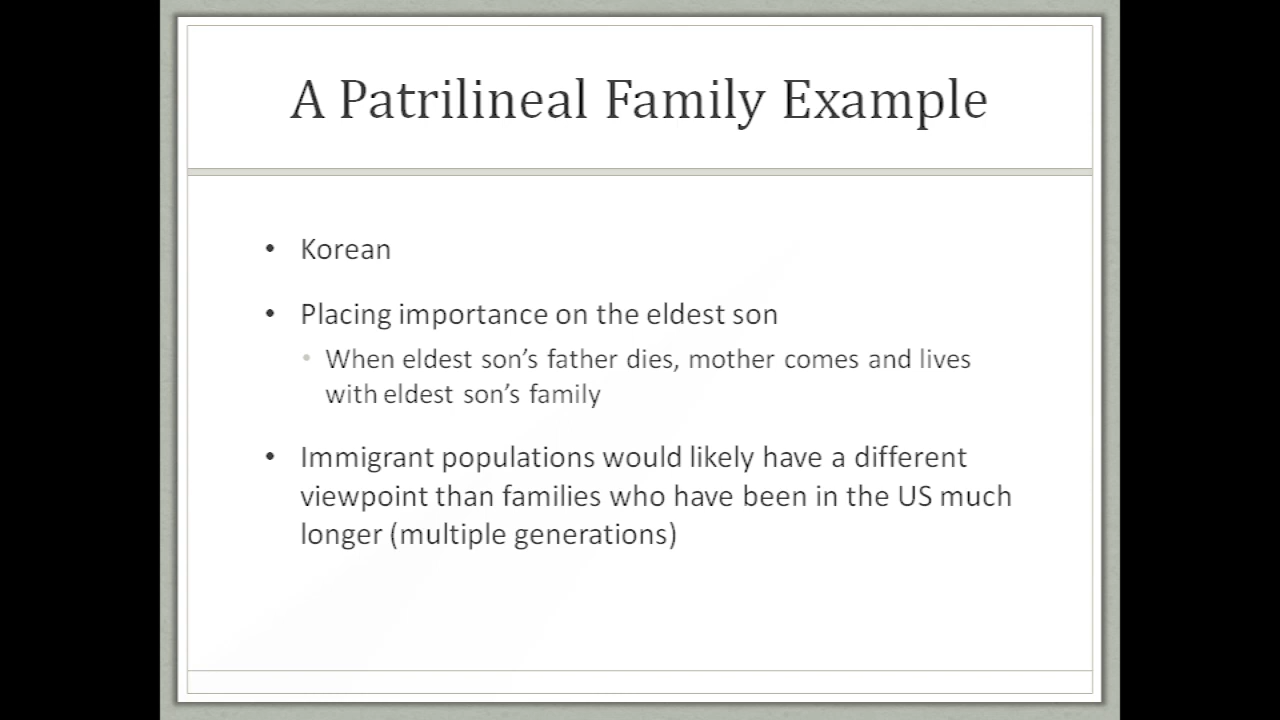 A Patrilineal Family Example
• Korean
• Placing importance on the eldest son
• When eldest son’s father dies, mother comes and lives
with eldest son’s family
• Immigrant populations would likely have a different
viewpoint than families who have been in the US much
longer (multiple generations)